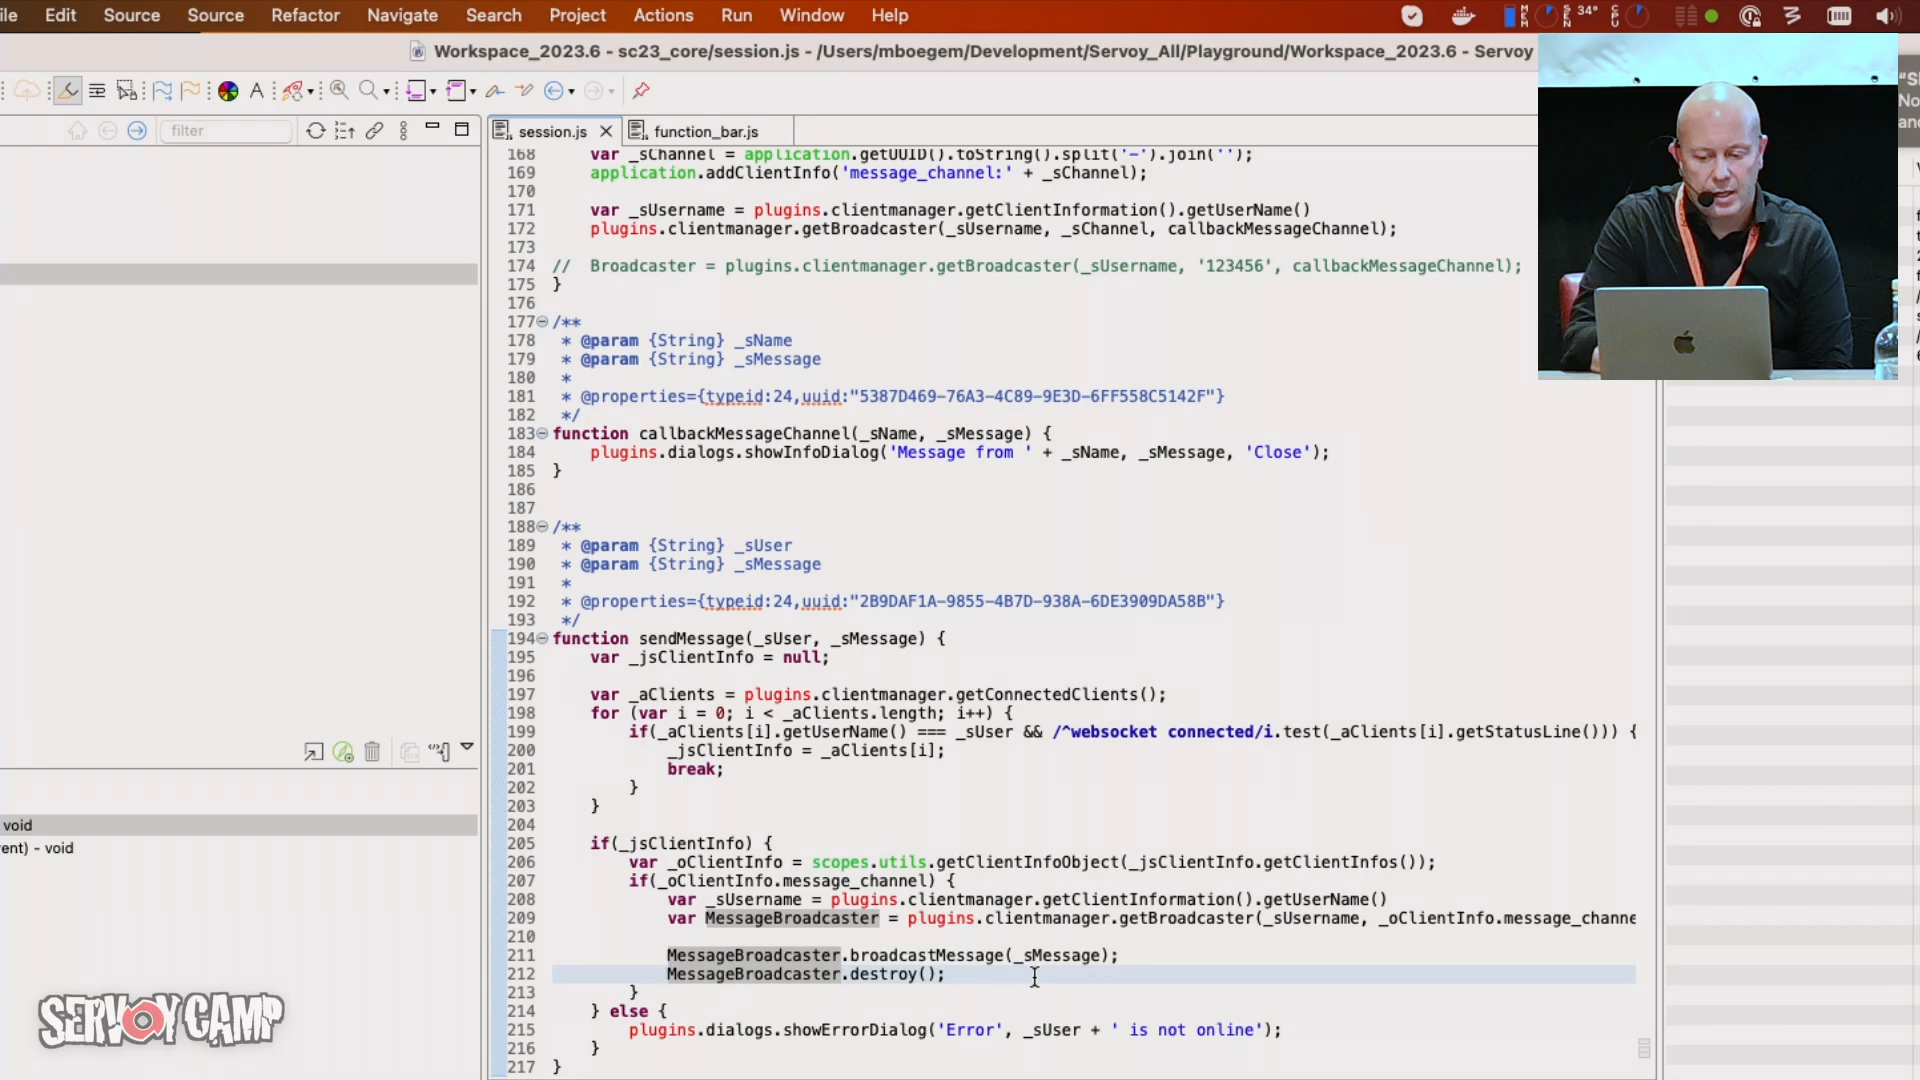 ile Edit Source Source Refactor Navigate Search Project Actions Run Window Help
34°
Workspace_2023.6 - sc23_core/session.js - /Users/mboegem/Development/Servoy_All/Playground/Workspace_2023.6 - Servoy
filter
session.js
function_bar.js
168 var _sChannel = application.getUUID().toString().split('-').join('');
169 application.addClientInfo('message_channel:' + _sChannel);
170
171 var _sUsername = plugins.clientmanager.getClientInformation().getUserName()
172 plugins.clientmanager.getBroadcaster(_sUsername, _sChannel, callbackMessageChannel);
173
174 // Broadcaster = plugins.clientmanager.getBroadcaster(_sUsername, '123456', callbackMessageChannel);
175 }
176
177 /**
178 * @param {String} _sName
179 * @param {String} _sMessage
180 *
181 * @properties={typeid:24,uuid:"5387D469-76A3-4C89-9E3D-6FF558C5142F"}
182 */
183 function callbackMessageChannel(_sName, _sMessage) {
184 plugins.dialogs.showInfoDialog('Message from ' + _sName, _sMessage, 'Close');
185 }
186
187
188 /**
189 * @param {String} _sUser
190 * @param {String} _sMessage
191 *
192 * @properties={typeid:24,uuid:"2B9DAF1A-9855-4B7D-938A-6DE3909DA58B"}
193 */
194 function sendMessage(_sUser, _sMessage) {
195 var _jsClientInfo = null;
196
197 var _aClients = plugins.clientmanager.getConnectedClients();
198 for (var i = 0; i < _aClients.length; i++) {
199 if(_aClients[i].getUserName() === _sUser && /^websocket connected/i.test(_aClients[i].getStatusLine())) {
200 _jsClientInfo = _aClients[i];
201 break;
202 }
203 }
204
205 if(_jsClientInfo) {
206 var _oClientInfo = scopes.utils.getClientInfoObject(_jsClientInfo.getClientInfos());
207 if(_oClientInfo.message_channel) {
208 var _sUsername = plugins.clientmanager.getClientInformation().getUserName()
209 var MessageBroadcaster = plugins.clientmanager.getBroadcaster(_sUsername, _oClientInfo.message_channe
210
211 MessageBroadcaster.broadcastMessage(_sMessage);
212 MessageBroadcaster.destroy();
213 }
214 } else {
215 plugins.dialogs.showErrorDialog('Error', _sUser + ' is not online');
216 }
217 }
void
ent) - void
SERVOY CAMP